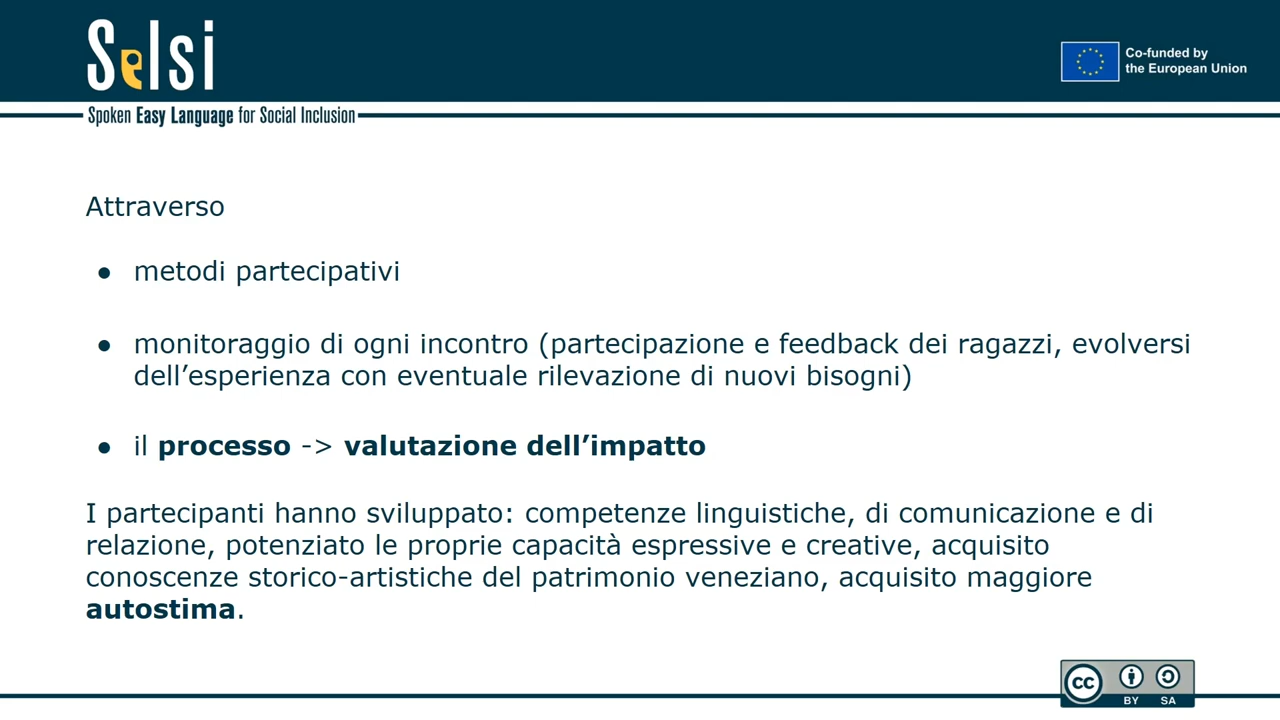 Selsi
Co-funded by
the European Union
Spoken Easy Language for Social Inclusion
Attraverso
● metodi partecipativi
● monitoraggio di ogni incontro (partecipazione e feedback dei ragazzi, evolversi
dell’esperienza con eventuale rilevazione di nuovi bisogni)
● il processo -> valutazione dell’impatto
I partecipanti hanno sviluppato: competenze linguistiche, di comunicazione e di
relazione, potenziato le proprie capacità espressive e creative, acquisito
conoscenze storico-artistiche del patrimonio veneziano, acquisito maggiore
autostima.
cc
BY SA